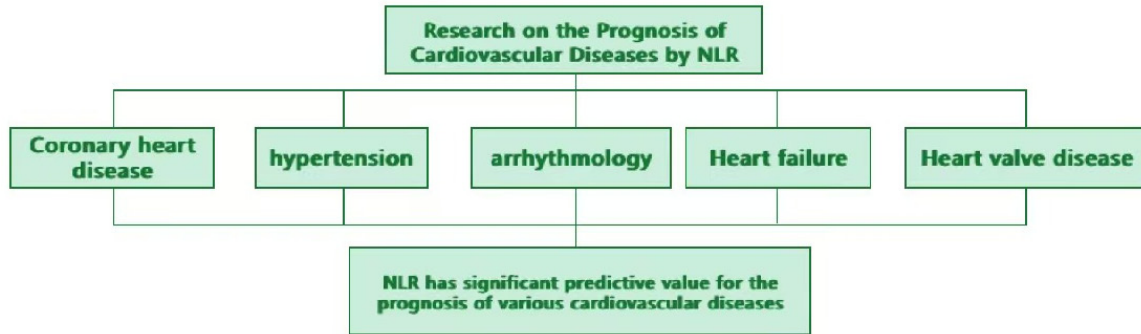 Research on the Prognosis of
Cardiovascular Diseases by NLR
Coronary heart
disease
hypertension
arrhythmology
Heart failure
Heart valve disease
NLR has significant predictive value for the
prognosis of various cardiovascular diseases